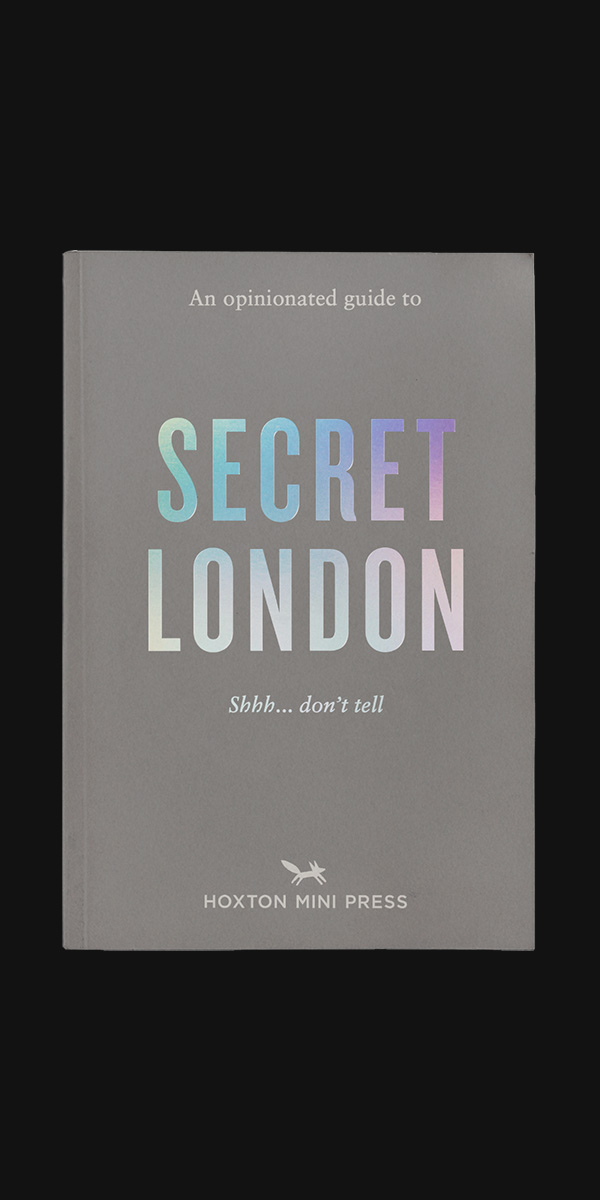 An opinionated guide to
SECRET
LONDON
Shhh... don’t tell
HOXTON MINI PRESS